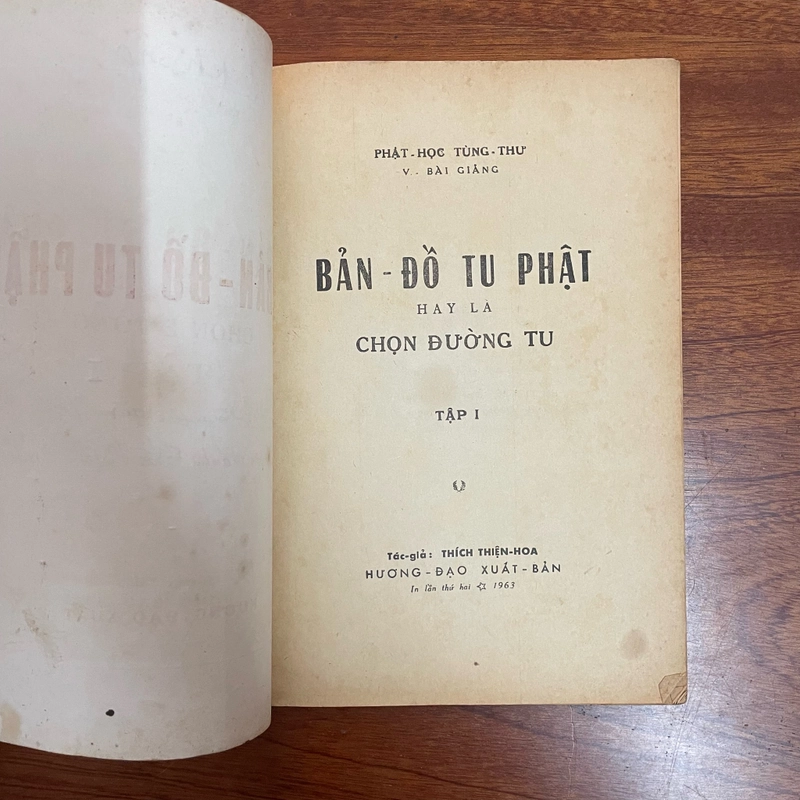 PHẬT-HỌC TÙNG-THƯ
V.. BÀI GIẢNG
BẢN-ĐỒ TU PHẬT
HAY LÀ
CHỌN ĐƯỜNG TU
TẬP I
Tác-giả: THÍCH THIỆN-HOA
HƯƠNG-ĐẠO XUẤT-BẢN
In lần thứ hai ☆ 1963